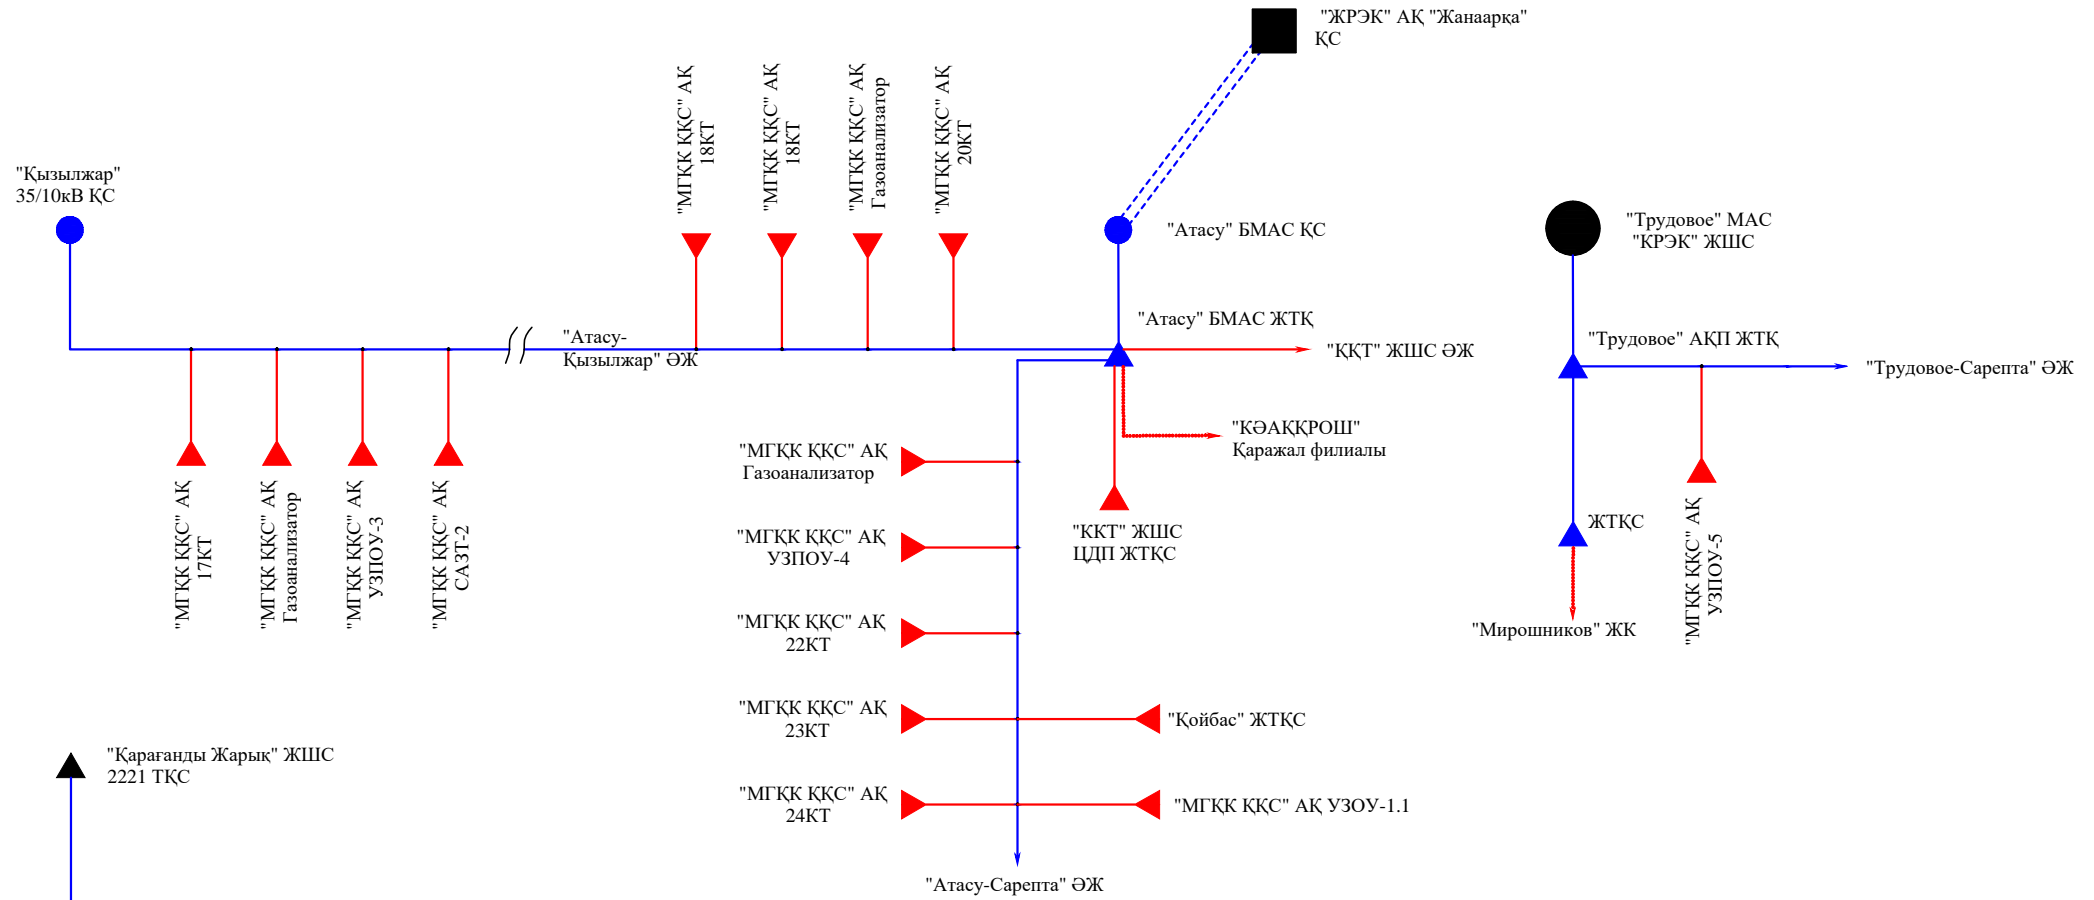 "ЖРЭК" АҚ "Жанаарқа"
ҚС
"Қызылжар"
35/10кВ ҚС
"МГҚК ҚҚС" АҚ
18КТ
"МГҚК ҚҚС" АҚ
18КТ
"МГҚК ҚҚС" АҚ
Газоанализатор
"МГҚК ҚҚС" АҚ
20КТ
"Атасу" БМАС ҚС
"Трудовое" МАС
"КРЭК" ЖШС
"Атасу-
Қызылжар" ӘЖ
"Атасу" БМАС ЖТҚ
"ҚҚТ" ЖШС ӘЖ
"Трудовое" АҚП ЖТҚ
"Трудовое-Сарепта" ӘЖ
"МГҚК ҚҚС" АҚ
17КТ
"МГҚК ҚҚС" АҚ
Газоанализатор
"МГҚК ҚҚС" АҚ
УЗПОУ-3
"МГҚК ҚҚС" АҚ
САЗТ-2
"МГҚК ҚҚС" АҚ
Газоанализатор
"КӘАҚҚРОШ"
Қаражал филиалы
"МГҚК ҚҚС" АҚ
УЗПОУ-4
"ККТ" ЖШС
ЦДП ЖТҚС
ЖТҚС
"МГҚК ҚҚС" АҚ
УЗПОУ-5
"Мирошников" ЖК
"МГҚК ҚҚС" АҚ
22КТ
"МГҚК ҚҚС" АҚ
23КТ
"Қойбас" ЖТҚС
"Қарағанды Жарық" ЖШС
2221 ТҚС
"МГҚК ҚҚС" АҚ
24КТ
"МГҚК ҚҚС" АҚ УЗОУ-1.1
"Атасу-Сарепта" ӘЖ